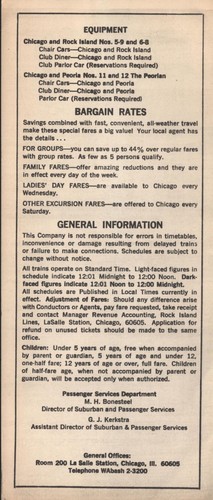 EQUIPMENT
Chicago and Rock Island Nos. 5-9 and 6-8
Chair Cars—Chicago and Rock Island
Club Diner—Chicago and Rock Island
Club Parlor Car (Reservations Required)
Chicago and Peoria Nos. 11 and 12 The Peorian
Chair Cars—Chicago and Peoria
Club Diner—Chicago and Peoria
Parlor Car (Reservations Required)
BARGAIN RATES
Savings combined with fast, convenient, all-weather travel
make these special fares a big value! Your local agent has
the details . . .
FOR GROUPS—you can save up to 44% over regular fares
with group rates. As few as 5 persons qualify.
FAMILY FARES—offer amazing reductions and they are
in effect every day of the week.
LADIES' DAY FARES—are available to Chicago every
Wednesday.
OTHER EXCURSION FARES—are offered to Chicago every
Saturday.
GENERAL INFORMATION
This Company is not responsible for errors in timetables,
inconvenience or damage resulting from delayed trains
or failure to make connections. Schedules are subject to
change without notice.
All trains operate on Standard Time. Light-faced figures in
schedule indicate 12:01 Midnight to 12:00 Noon. Dark-
faced figures indicate 12:01 Noon to 12:00 Midnight.
All schedules are Published in Local Times currently in
effect. Adjustment of Fares: Should any difference arise
with Conductors or Agents, pay fare requested, take receipt
and contact Manager Revenue Accounting, Rock Island
Lines, LaSalle Station, Chicago, 60605. Application for
refund on unused tickets should be made to the same
office.
Children: Under 5 years of age, free when accompanied
by parent or guardian, 5 years of age and under 12,
one-half fare; 12 years of age or over, full fare. Children
of half-fare age, when not accompanied by parent or
guardian, will be accepted only when authorized.
Passenger Services Department
M. H. Bonesteel
Director of Suburban and Passenger Services
G. J. Kerkstra
Assistant Director of Suburban & Passenger Services
General Offices:
Room 200 La Salle Station, Chicago, Ill. 60605
Telephone WAbash 2-3200